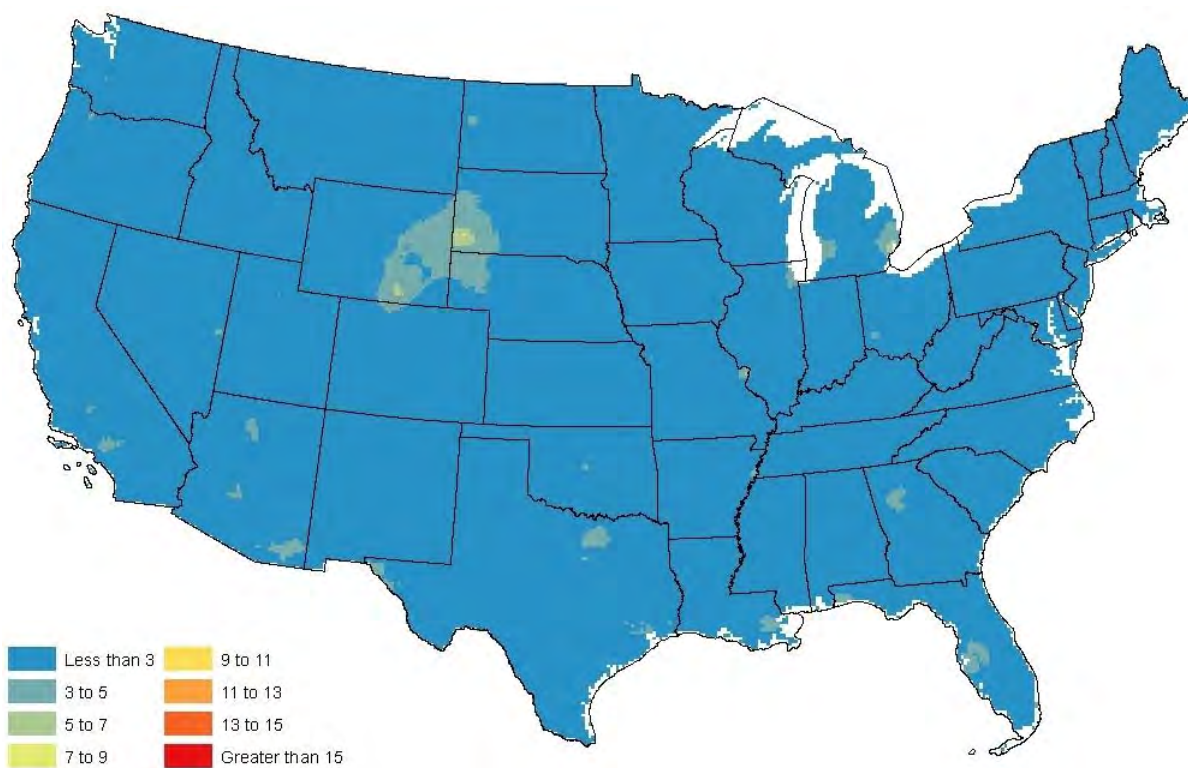 Less than 3
3 to 5
5 to 7
7 to 9
9 to 11
11 to 13
13 to 15
Greater than 15